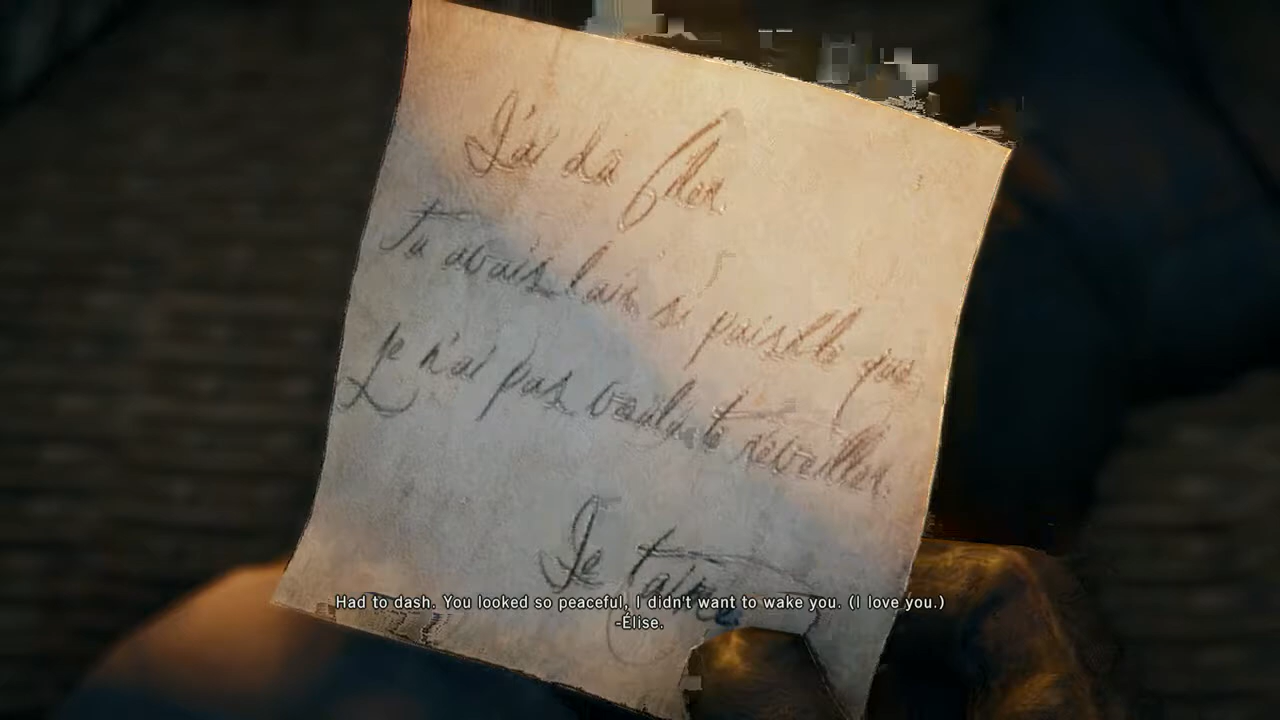 J'ai dû filer.
Tu avais l'air si paisible que
je n'ai pas voulu te réveiller.
Je t'aime
Had to dash. You looked so peaceful, I didn't want to wake you. (I love you.)
-Élise.